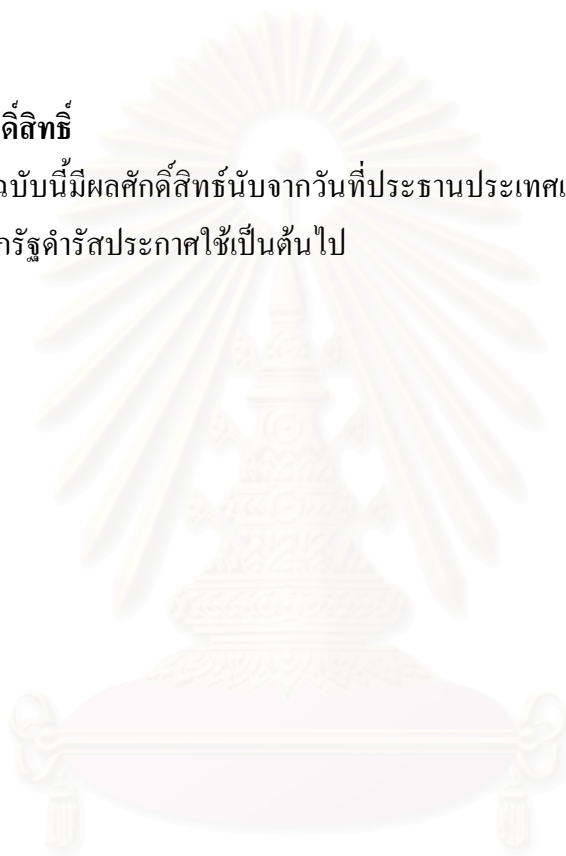 ดิ์สิทธิ์
ฉบับนี้มีผลศักดิ์สิทธ์นับจากวันที่ประธานประเทศ
กรัฐดำรัสประกาศใช้เป็นต้นไป